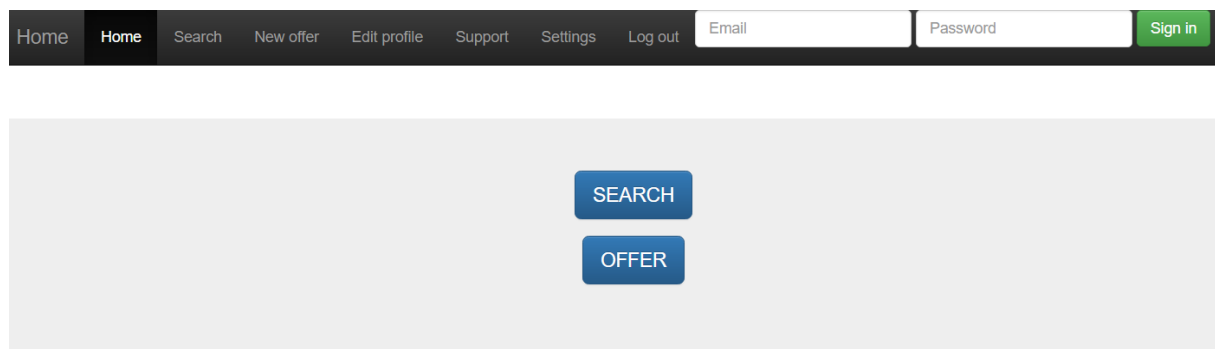 Home Home Search New offer Edit profile Support Settings Log out Email Password Sign in
SEARCH
OFFER